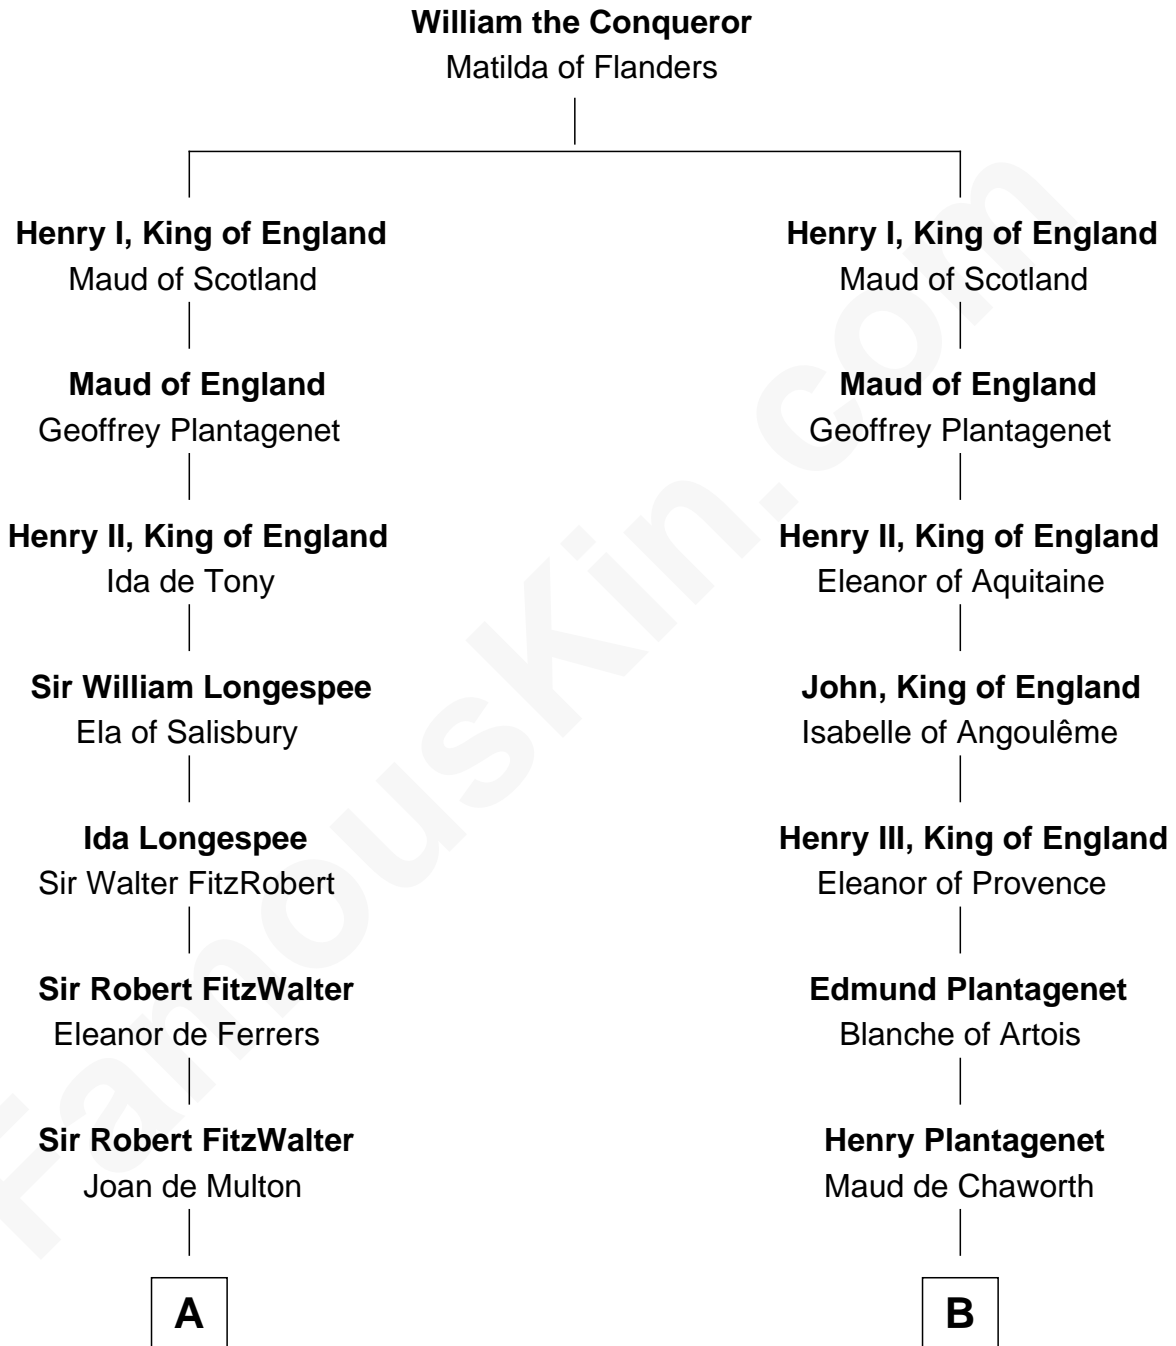 William the Conqueror
Matilda of Flanders
Henry I, King of England
Maud of Scotland
Maud of England
Geoffrey Plantagenet
Henry II, King of England
Ida de Tony
Sir William Longespee
Ela of Salisbury
Ida Longespee
Sir Walter FitzRobert
Sir Robert FitzWalter
Eleanor de Ferrers
Sir Robert FitzWalter
Joan de Multon
A
Henry I, King of England
Maud of Scotland
Maud of England
Geoffrey Plantagenet
Henry II, King of England
Eleanor of Aquitaine
John, King of England
Isabelle of Angoulême
Henry III, King of England
Eleanor of Provence
Edmund Plantagenet
Blanche of Artois
Henry Plantagenet
Maud de Chaworth
B
FamousKin.com